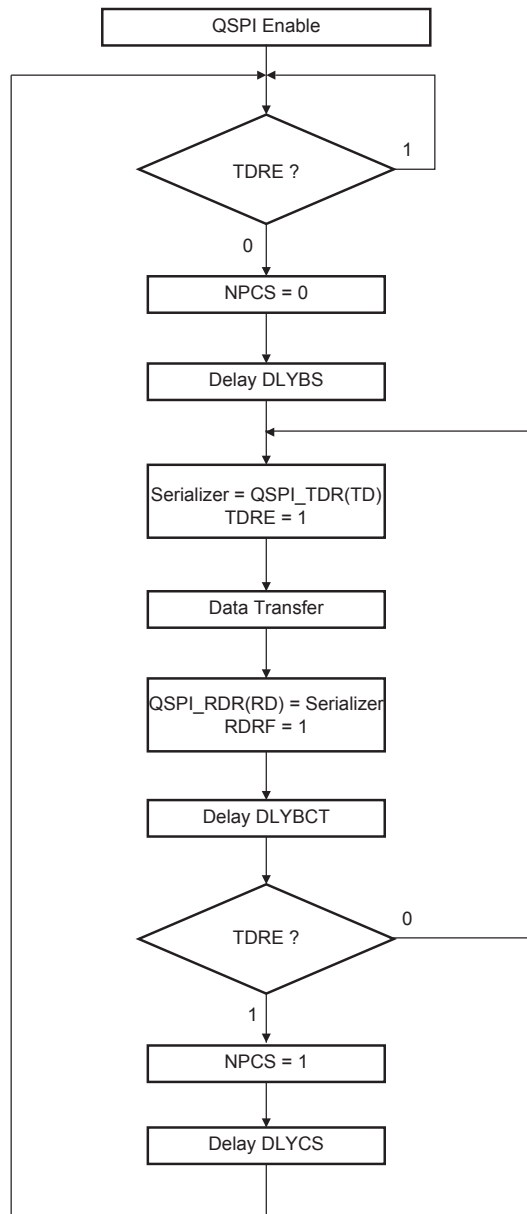 QSPI Enable
TDRE ?
1
0
NPCS = 0
Delay DLYBS
Serializer = QSPI_TDR(TD)
TDRE = 1
Data Transfer
QSPI_RDR(RD) = Serializer
RDRF = 1
Delay DLYBCT
TDRE ?
0
1
NPCS = 1
Delay DLYCS